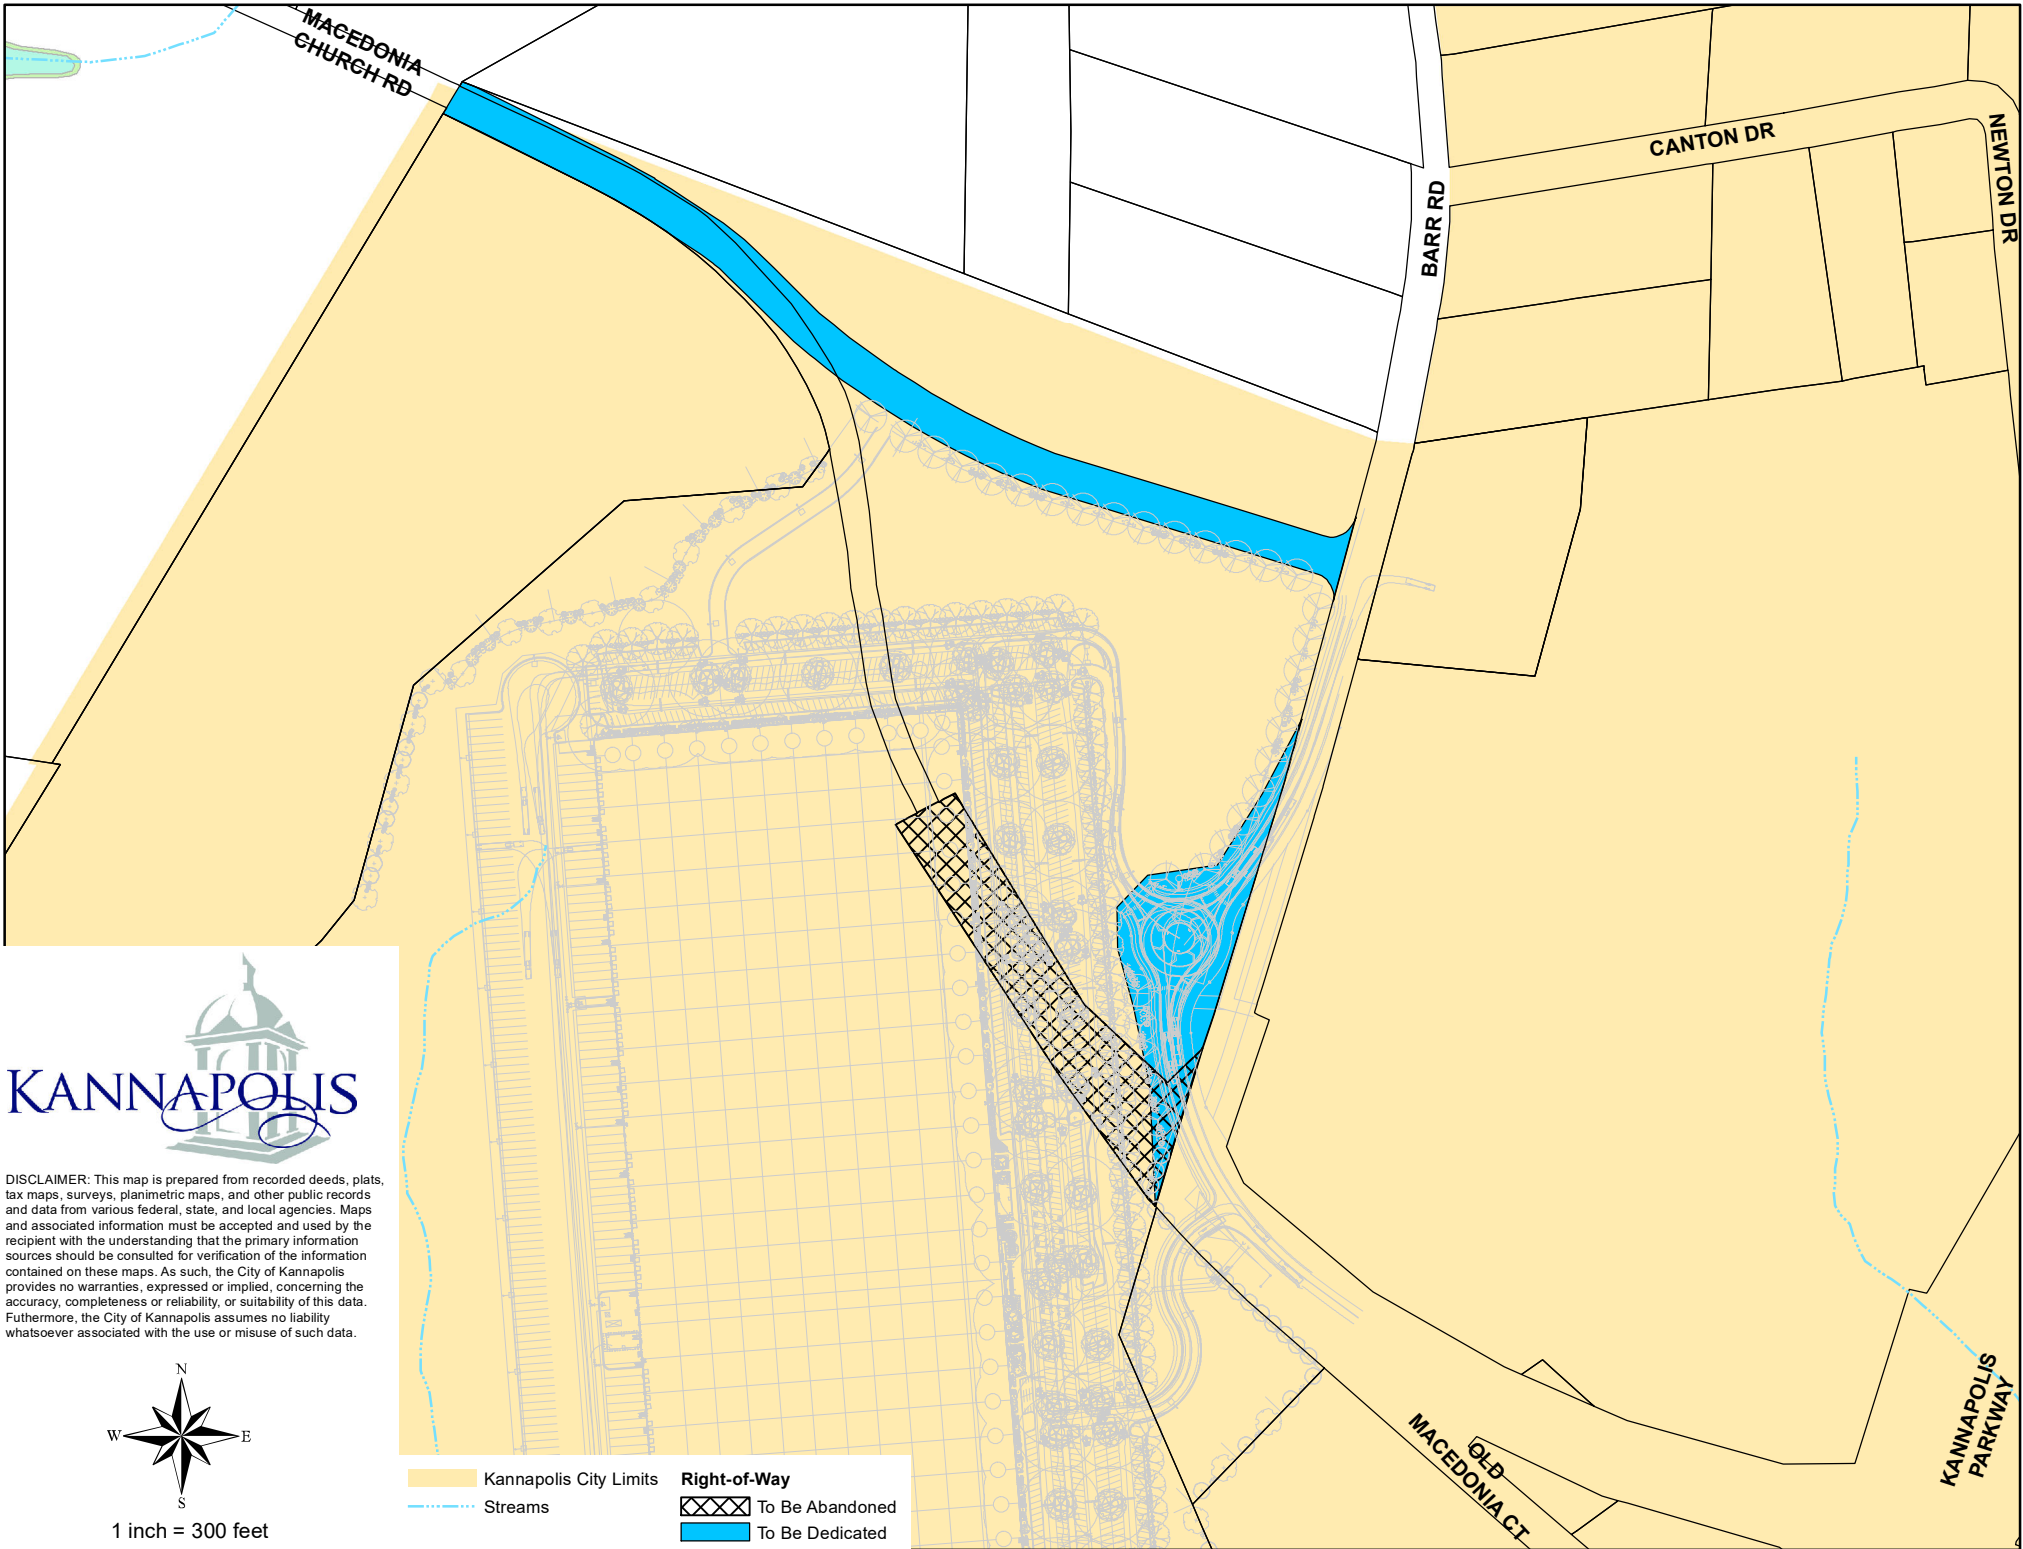 MACEDONIA
CHURCH RD
CANTON DR
NEWTON DR
BARR RD
KANNAPOLIS
DISCLAIMER: This map is prepared from recorded deeds, plats,
tax maps, surveys, planimetric maps, and other public records
and data from various federal, state, and local agencies. Maps
and associated information must be accepted and used by the
recipient with the understanding that the primary information
sources should be consulted for verification of the information
contained on these maps. As such, the City of Kannapolis
provides no warranties, expressed or implied, concerning the
accuracy, completeness or reliability, or suitability of this data.
Futhermore, the City of Kannapolis assumes no liability
whatsoever associated with the use or misuse of such data.
N
W
E
S
1 inch = 300 feet
Kannapolis City Limits
Streams
Right-of-Way
To Be Abandoned
To Be Dedicated
OLD
MACEDONIA CT
KANNAPOLIS
PARKWAY